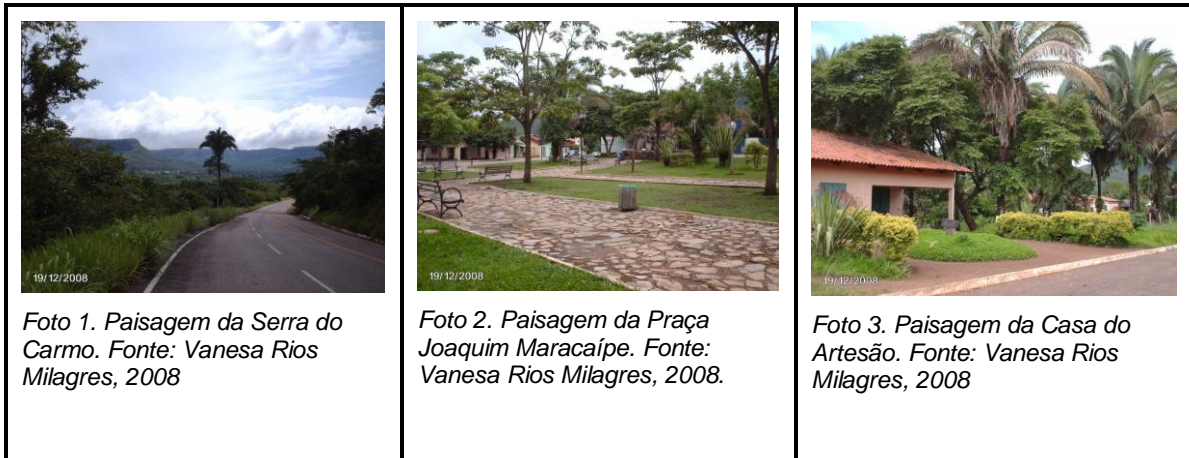 19/12/2008
Foto 1. Paisagem da Serra do
Carmo. Fonte: Vanesa Rios
Milagres, 2008
19/12/2008
Foto 2. Paisagem da Praça
Joaquim Maracaípe. Fonte:
Vanesa Rios Milagres, 2008.
19/12/2008
Foto 3. Paisagem da Casa do
Artesão. Fonte: Vanesa Rios
Milagres, 2008